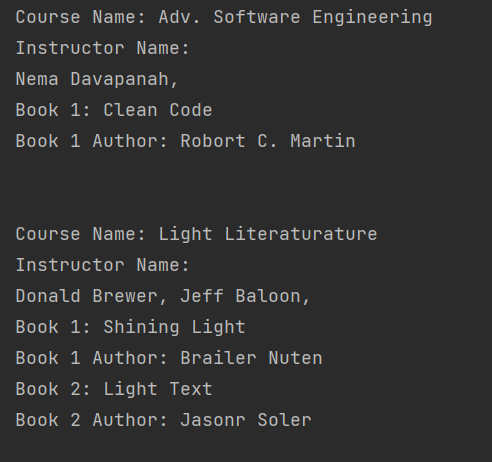 Course Name: Adv. Software Engineering
Instructor Name:
Nema Davapanah,
Book 1: Clean Code
Book 1 Author: Robort C. Martin
Course Name: Light Literaturature
Instructor Name:
Donald Brewer, Jeff Baloon,
Book 1: Shining Light
Book 1 Author: Brailer Nuten
Book 2: Light Text
Book 2 Author: Jasonr Soler